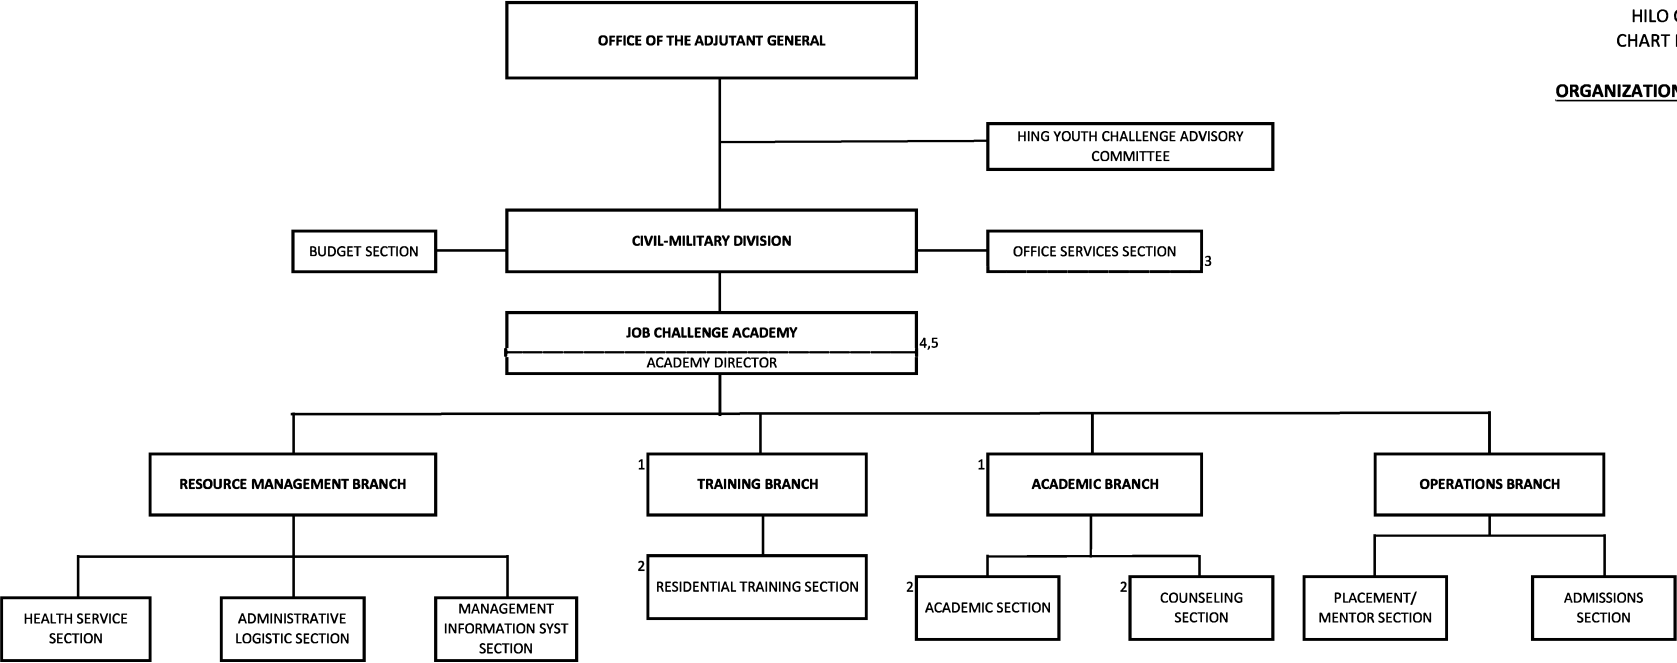 HILO
CHART
ORGANIZATION
OFFICE OF THE ADJUTANT GENERAL
HING YOUTH CHALLENGE ADVISORY
COMMITTEE
BUDGET SECTION
CIVIL-MILITARY DIVISION
OFFICE SERVICES SECTION
3
JOB CHALLENGE ACADEMY
4,5
ACADEMY DIRECTOR
RESOURCE MANAGEMENT BRANCH
1
TRAINING BRANCH
1
ACADEMIC BRANCH
OPERATIONS BRANCH
HEALTH SERVICE
SECTION
ADMINISTRATIVE
LOGISTIC SECTION
MANAGEMENT
INFORMATION SYST
SECTION
2
RESIDENTIAL TRAINING SECTION
2
ACADEMIC SECTION
2
COUNSELING
SECTION
PLACEMENT/
MENTOR SECTION
ADMISSIONS
SECTION